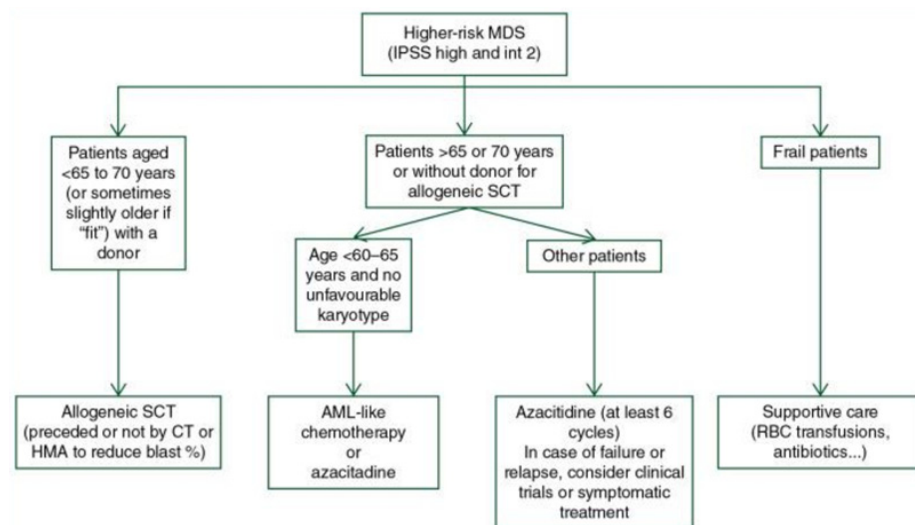 Higher-risk MDS
(IPSS high and int 2)
Patients aged
<65 to 70 years
(or sometimes
slightly older if
“fit”) with a
donor
Patients >65 or 70 years
or without donor for
allogeneic SCT
Frail patients
Age <60–65
years and no
unfavourable
karyotype
Other patients
Allogeneic SCT
(preceded or not by CT or
HMA to reduce blast %)
AML-like
chemotherapy
or
azacitadine
Azacitidine (at least 6
cycles)
In case of failure or
relapse, consider clinical
trials or symptomatic
treatment
Supportive care
(RBC transfusions,
antibiotics...)